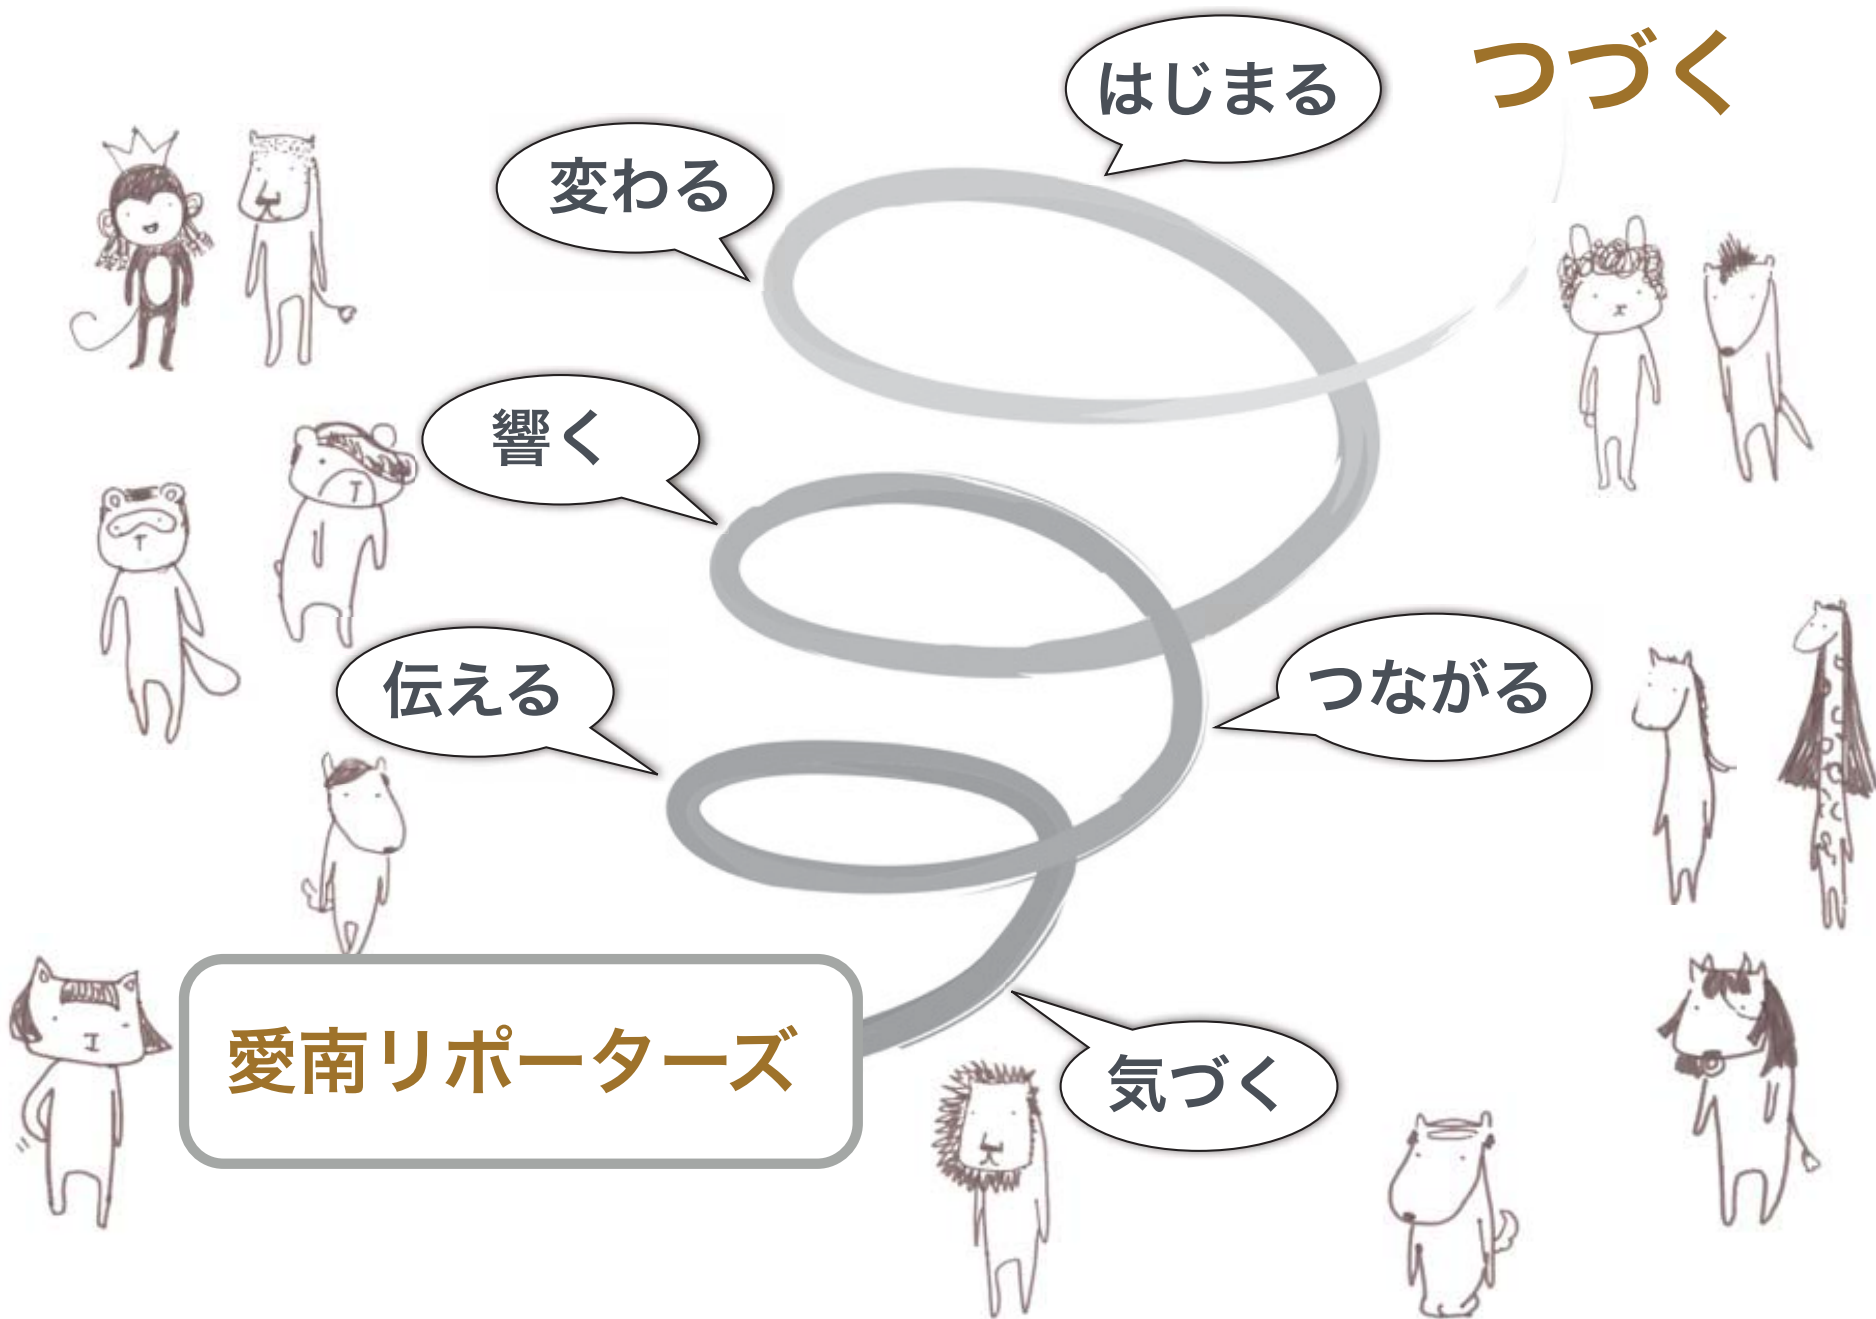 つづく
はじまる
変わる
響く
つながる
伝える
気づく
愛南リポーターズ